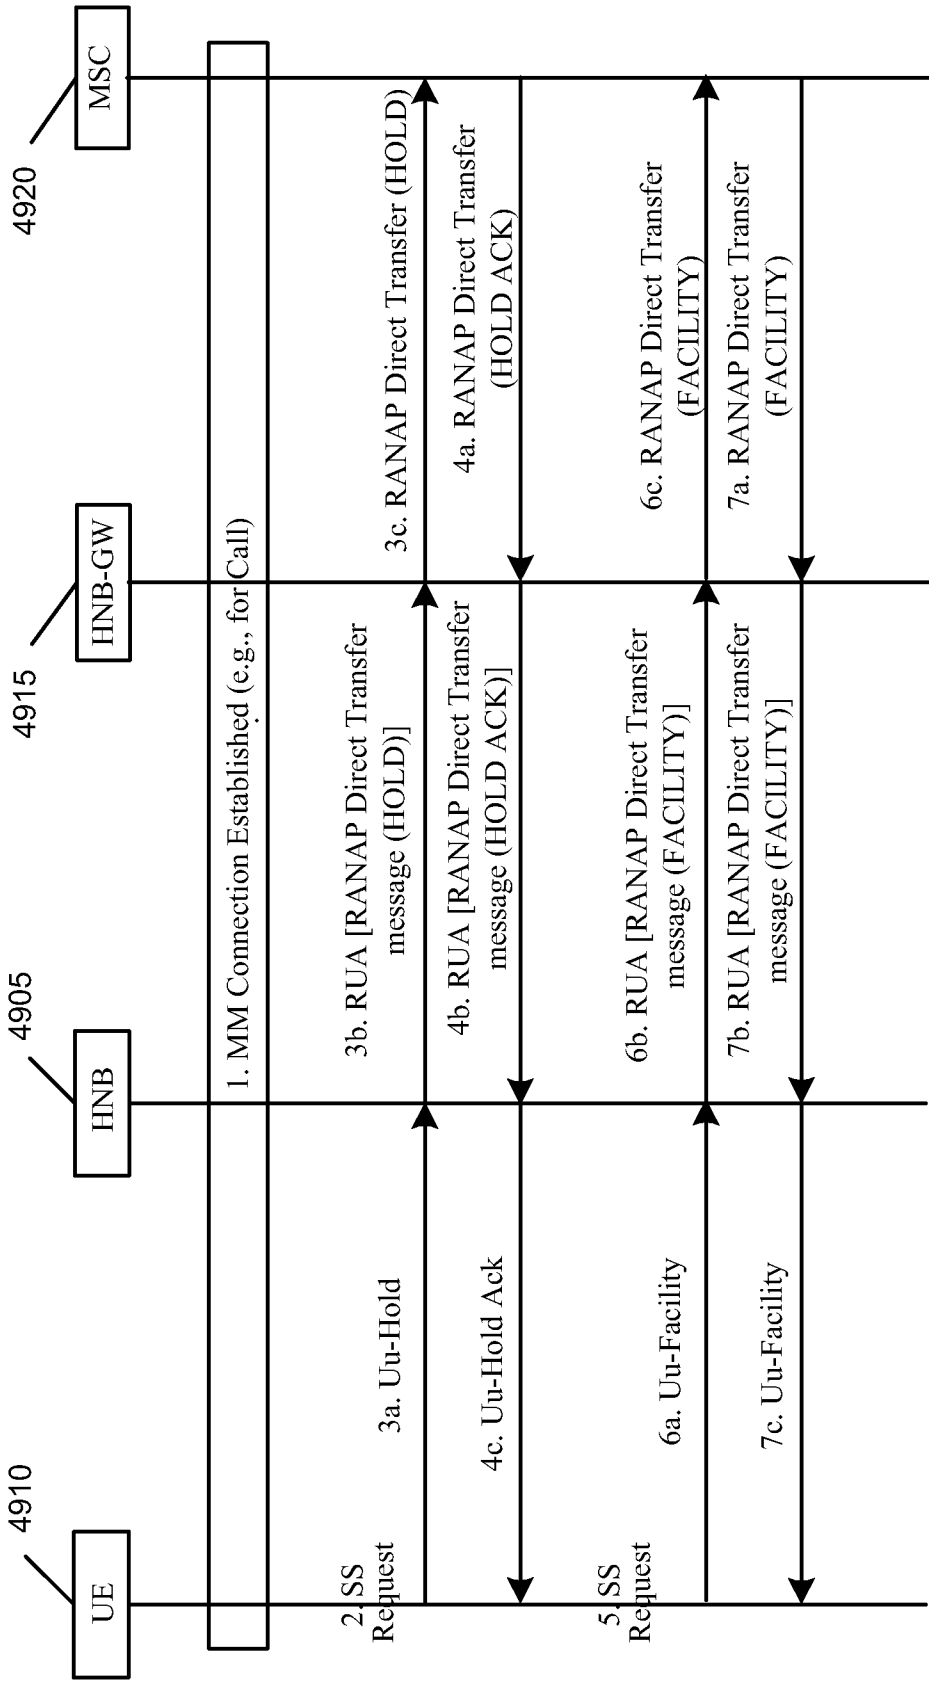 4910
4905
4915
4920
UE
HNB
HNB-GW
MSC
1. MM Connection Established (e.g., for Call)
2.SS
Request
3a. Uu-Hold
3b. RUA [RANAP Direct Transfer
message (HOLD)]
3c. RANAP Direct Transfer (HOLD)
4a. RANAP Direct Transfer
(HOLD ACK)
4b. RUA [RANAP Direct Transfer
message (HOLD ACK)]
4c. Uu-Hold Ack
5.SS
Request
6a. Uu-Facility
6b. RUA [RANAP Direct Transfer
message (FACILITY)]
6c. RANAP Direct Transfer
(FACILITY)
7a. RANAP Direct Transfer
(FACILITY)
7b. RUA [RANAP Direct Transfer
message (FACILITY)]
7c. Uu-Facility